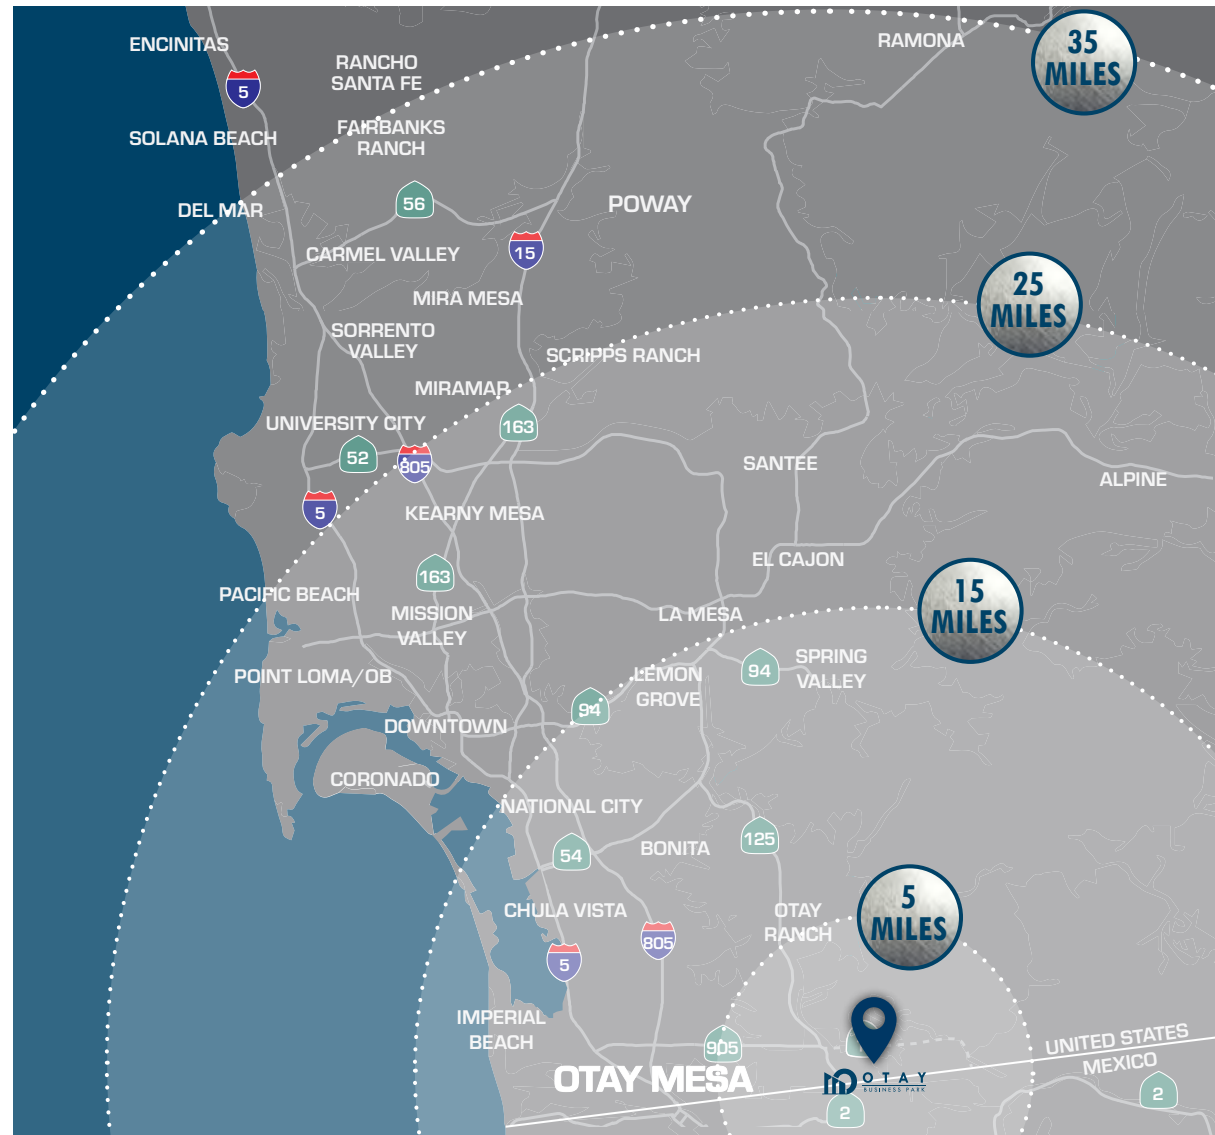 ENCINITAS
RAMONA
35
MILES
RANCHO
SANTA FE
5
SOLANA BEACH
FAIRBANKS
RANCH
DEL MAR
56
POWAY
CARMEL VALLEY
15
25
MILES
MIRA MESA
SORRENTO
VALLEY
SCRIPPS RANCH
MIRAMAR
UNIVERSITY CITY
163
52
805
SANTEE
ALPINE
5
KEARNY MESA
EL CAJON
163
PACIFIC BEACH
15
MILES
MISSION
VALLEY
LA MESA
POINT LOMA/OB
LEMON
GROVE
94
SPRING
VALLEY
94
DOWNTOWN
CORONADO
NATIONAL CITY
54
BONITA
125
CHULA VISTA
OTAY
RANCH
5
MILES
805
5
IMPERIAL
BEACH
905
UNITED STATES
MEXICO
OTAY MESA
OTAY
BUSINESS PARK
2
2